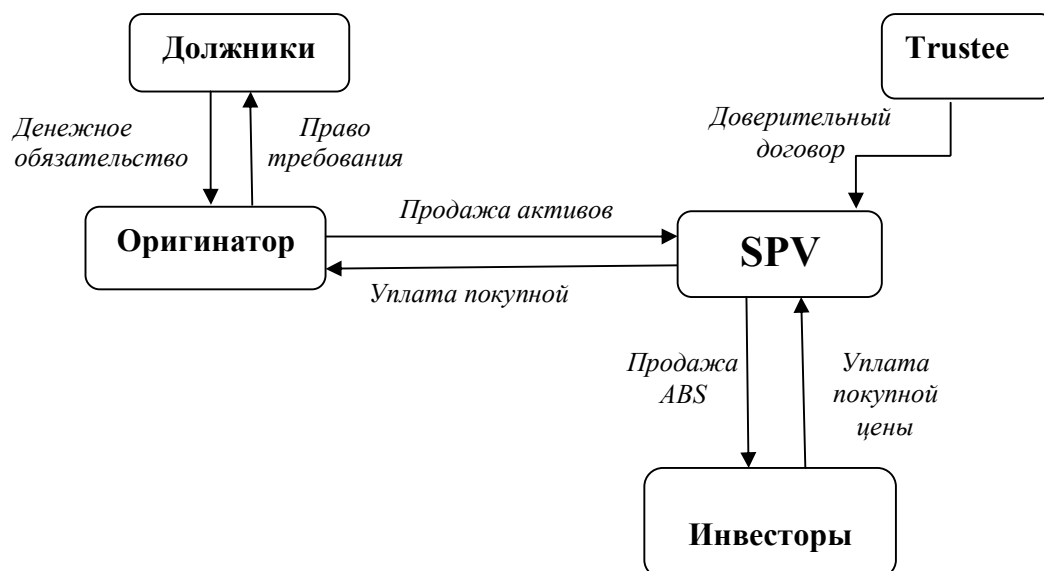 Должники
Trustee
Денежное
обязательство
Право
требования
Доверительный
договор
Оригинатор
Продажа активов
SPV
Уплата покупной
Продажа
ABS
Уплата
покупной
цены
Инвесторы